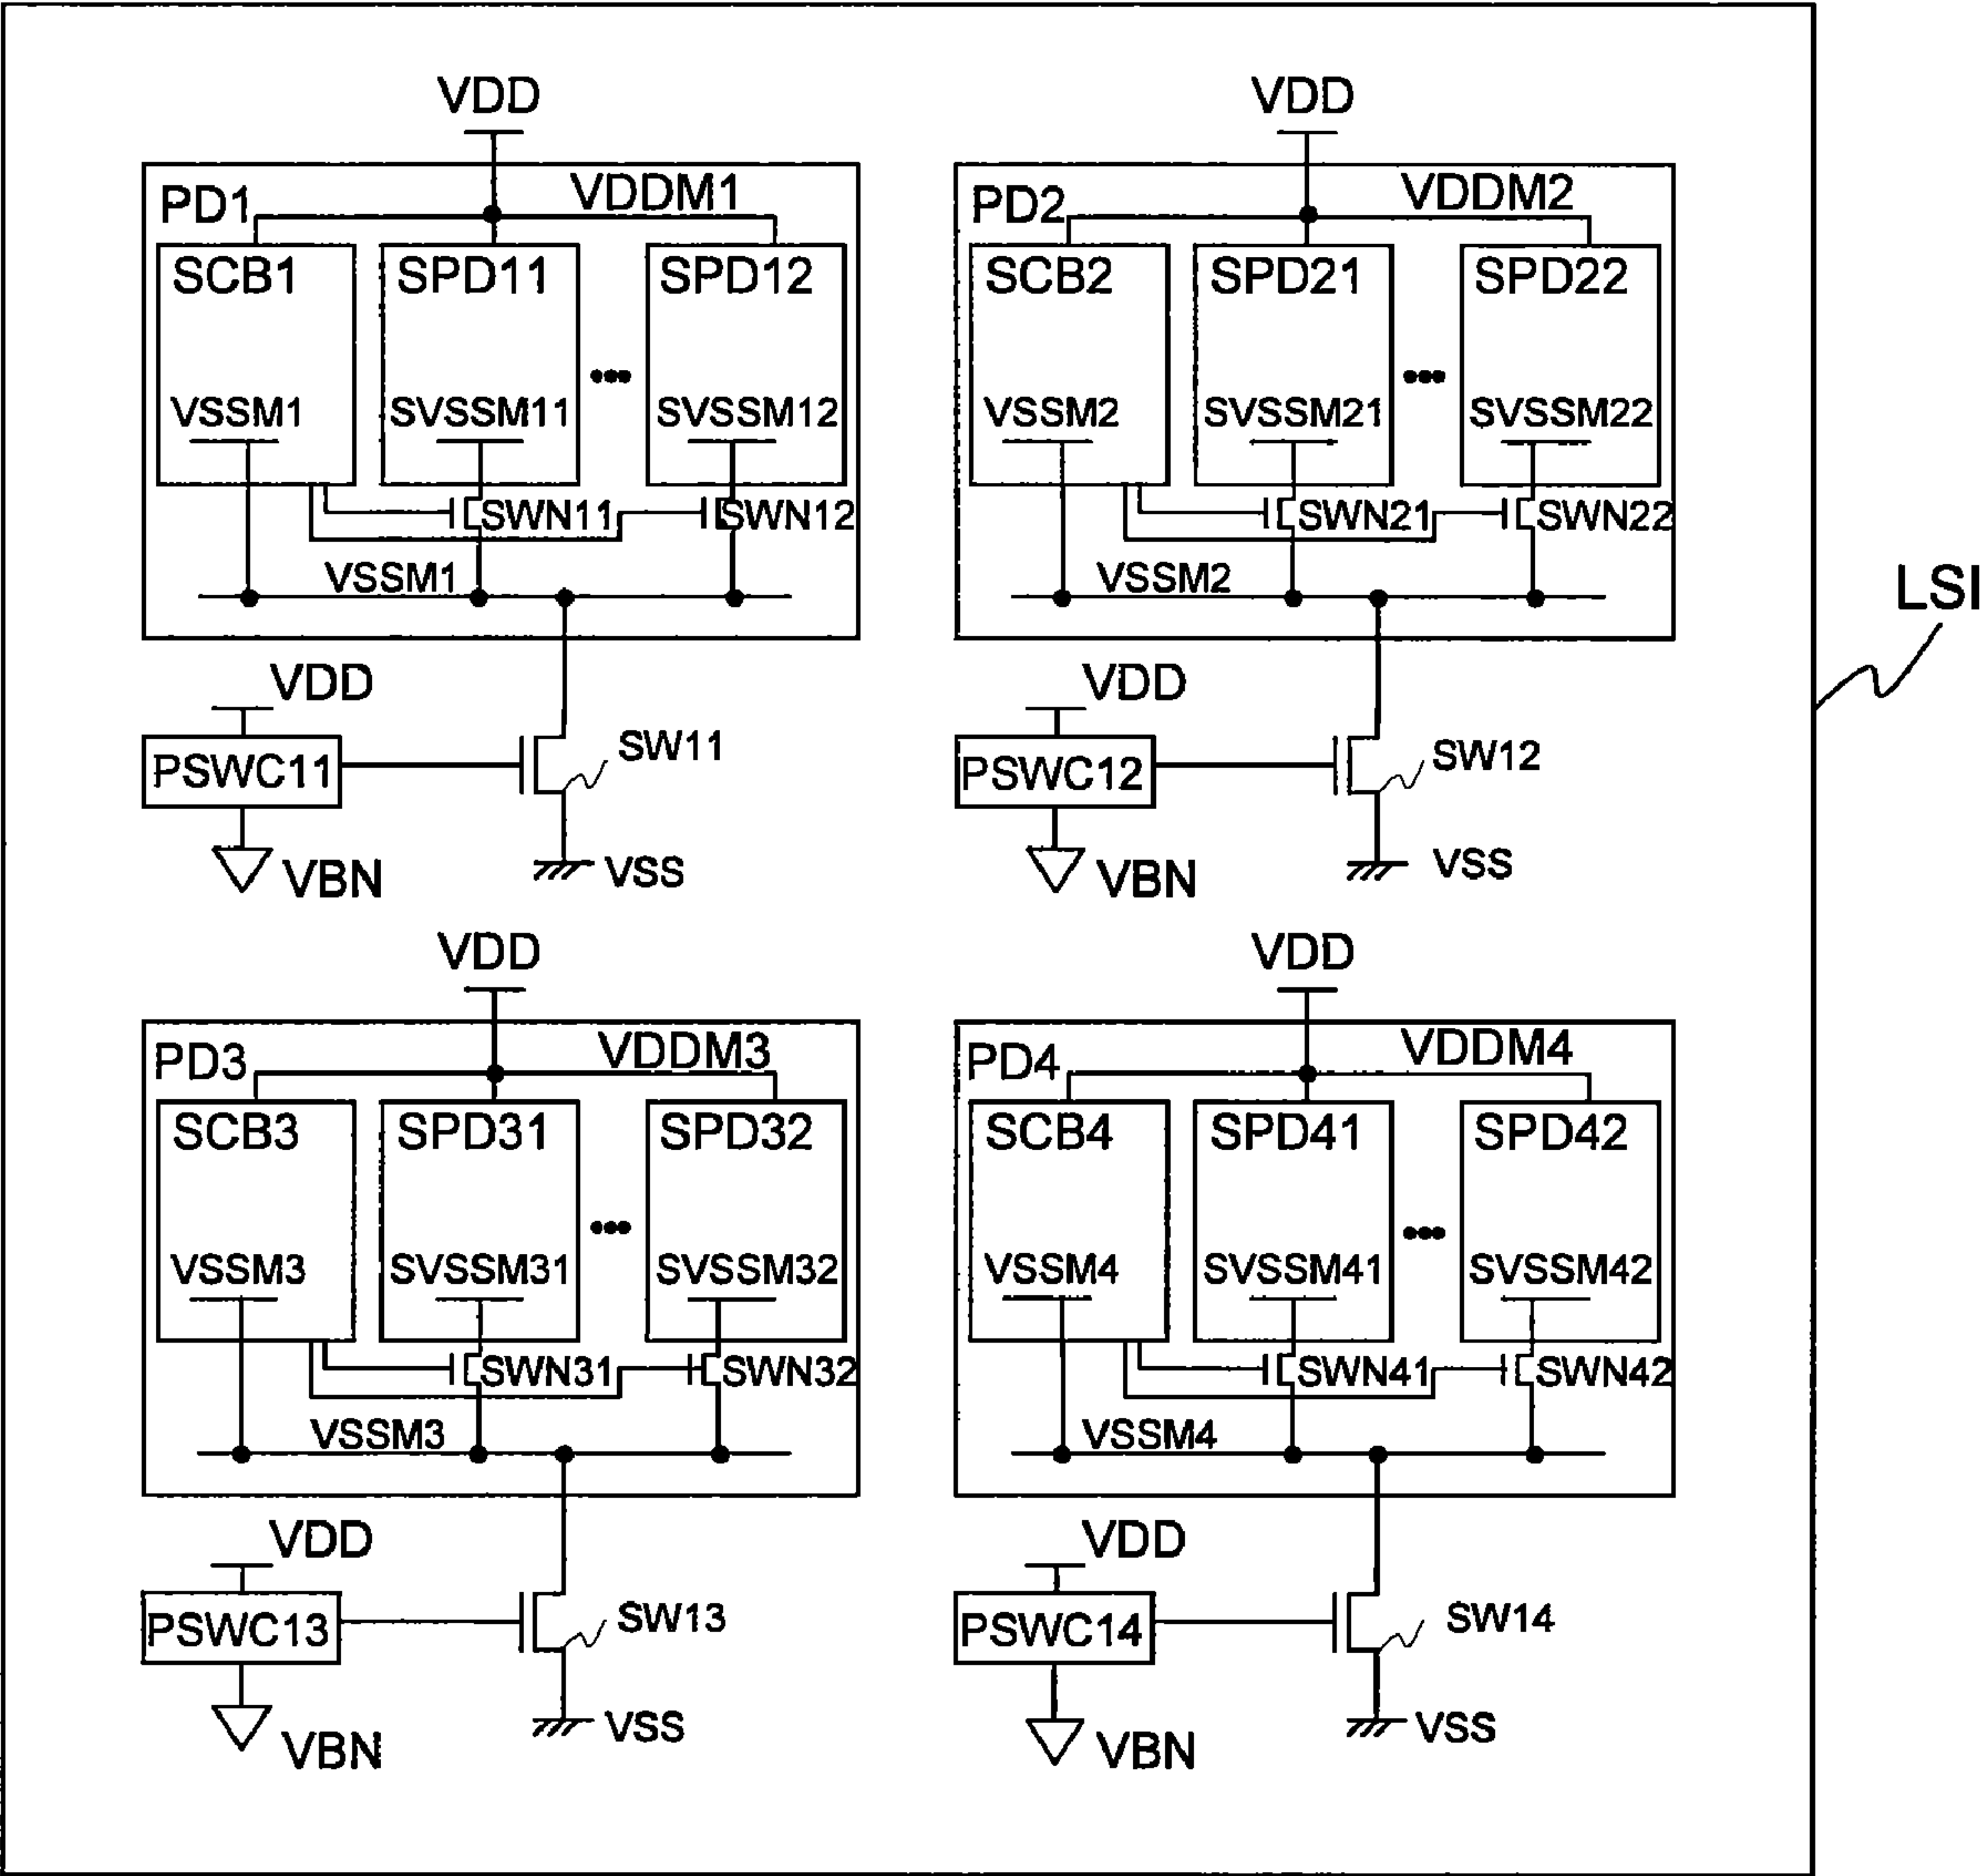 VDD
VDD
PD1 VDDM1
PD2 VDDM2
SCB1 SPD11 SPD12
SCB2 SPD21 SPD22
VSSM1 SVSSM11 SVSSM12
VSSM2 SVSSM21 SVSSM22
SWN11 SWN12
SWN21 SWN22
VSSM1
VSSM2
LSI
VDD
VDD
PSWC11 SW11
PSWC12 SW12
VBN VSS
VBN VSS
VDD
VDD
PD3 VDDM3
PD4 VDDM4
SCB3 SPD31 SPD32
SCB4 SPD41 SPD42
VSSM3 SVSSM31 SVSSM32
VSSM4 SVSSM41 SVSSM42
SWN31 SWN32
SWN41 SWN42
VSSM3
VSSM4
VDD
VDD
PSWC13 SW13
PSWC14 SW14
VBN VSS
VBN VSS